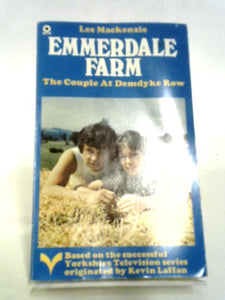 Lee Mackenzie
EMMERDALE
FARM
The Couple At Demdyke Row
Based on the successful
Yorkshire Television series
originated by Kevin Laffan